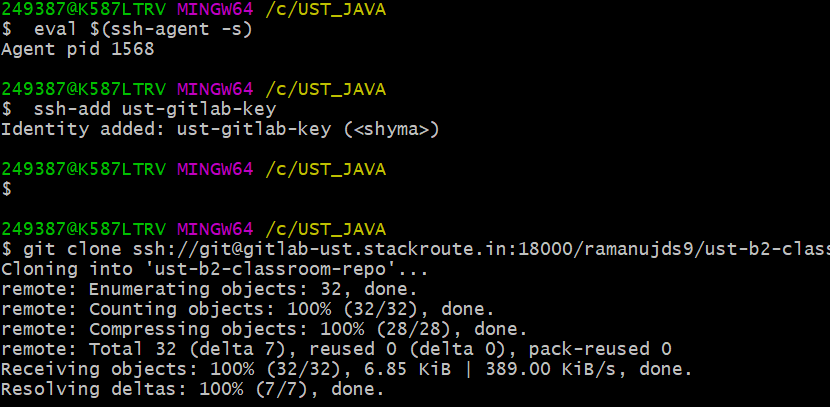 249387@K587LTRV MINGW64 /c/UST_JAVA
$  eval $(ssh-agent -s)
Agent pid 1568
249387@K587LTRV MINGW64 /c/UST_JAVA
$  ssh-add ust-gitlab-key
Identity added: ust-gitlab-key (<shyma>)
249387@K587LTRV MINGW64 /c/UST_JAVA
$
249387@K587LTRV MINGW64 /c/UST_JAVA
$ git clone ssh://git@gitlab-ust.stackroute.in:18000/ramanujds9/ust-b2-class
Cloning into 'ust-b2-classroom-repo'...
remote: Enumerating objects: 32, done.
remote: Counting objects: 100% (32/32), done.
remote: Compressing objects: 100% (28/28), done.
remote: Total 32 (delta 7), reused 0 (delta 0), pack-reused 0
Receiving objects: 100% (32/32), 6.85 KiB | 389.00 KiB/s, done.
Resolving deltas: 100% (7/7), done.